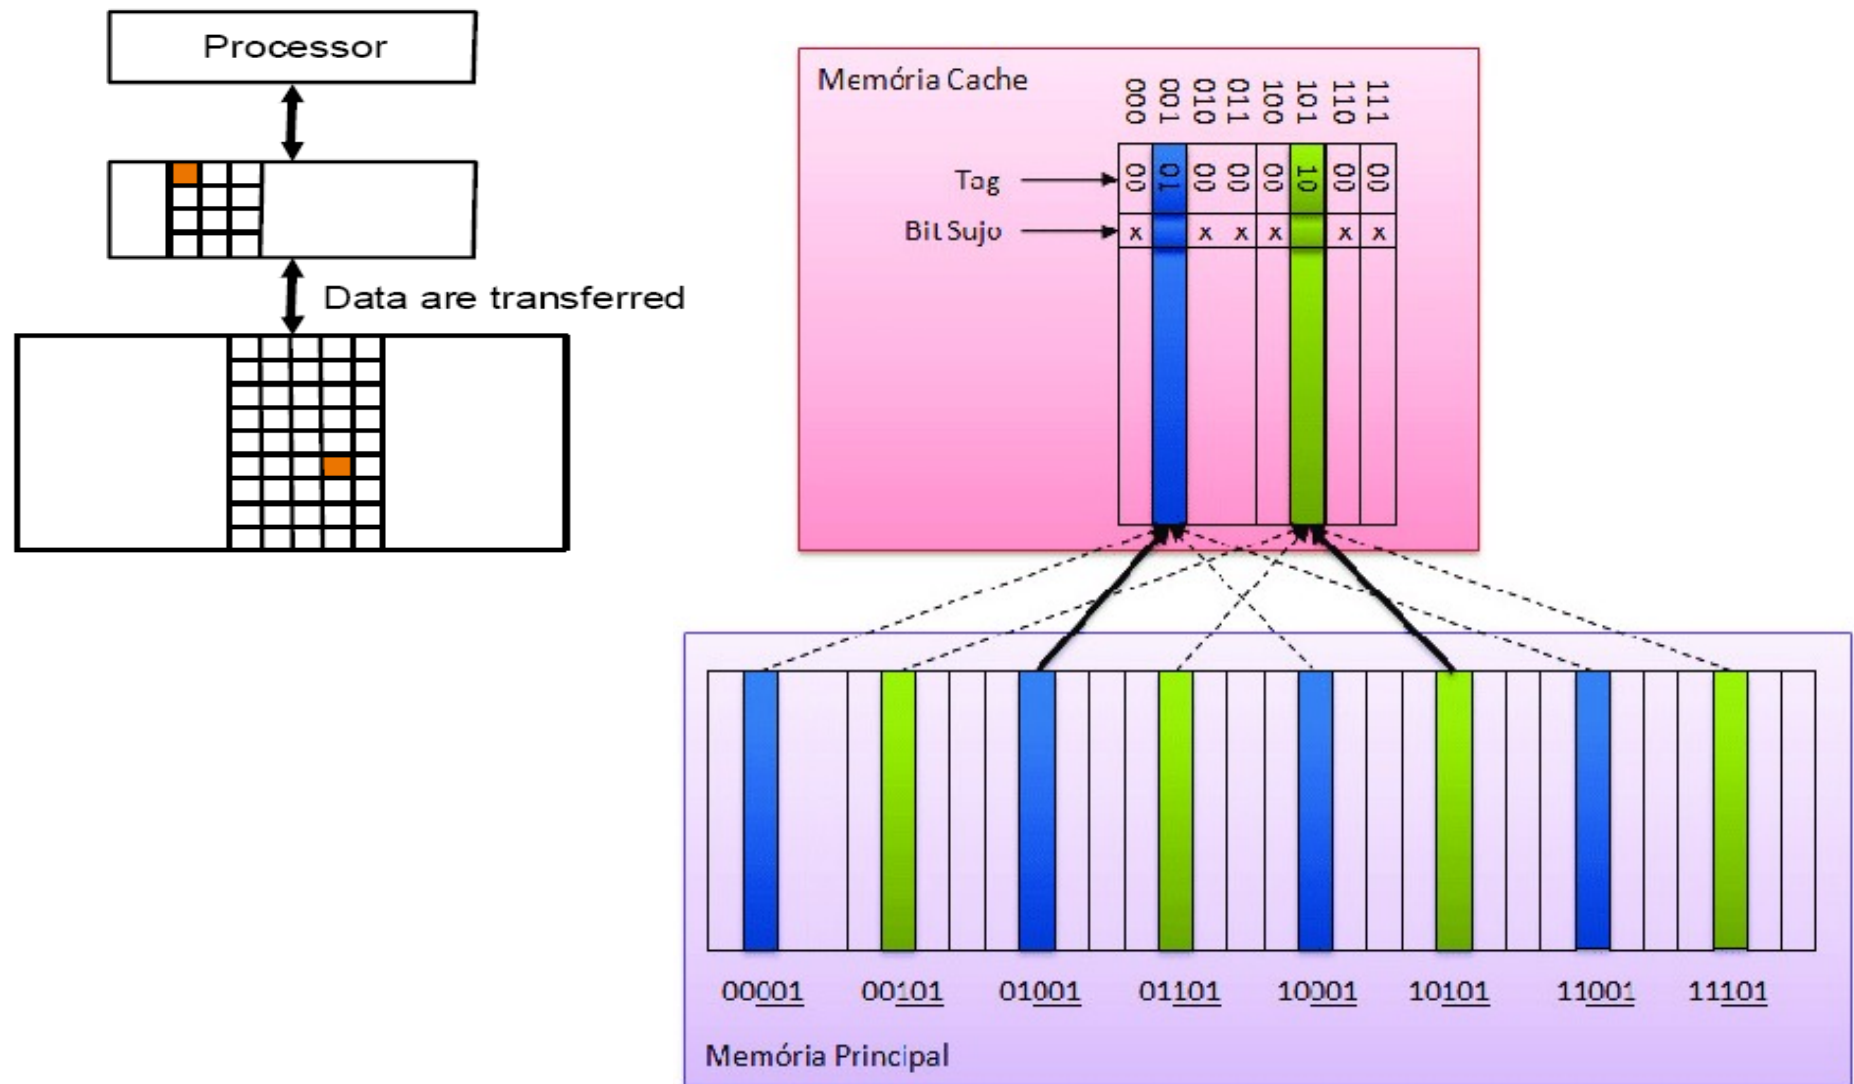 Processor
Data are transferred
Memória Cache
000 001 010 011 100 101 110 111
Tag 00 01 00 00 00 10 00 00
Bit Sujo x x x x x x
00001 00101 01001 01101 10001 10101 11001 11101
Memória Principal